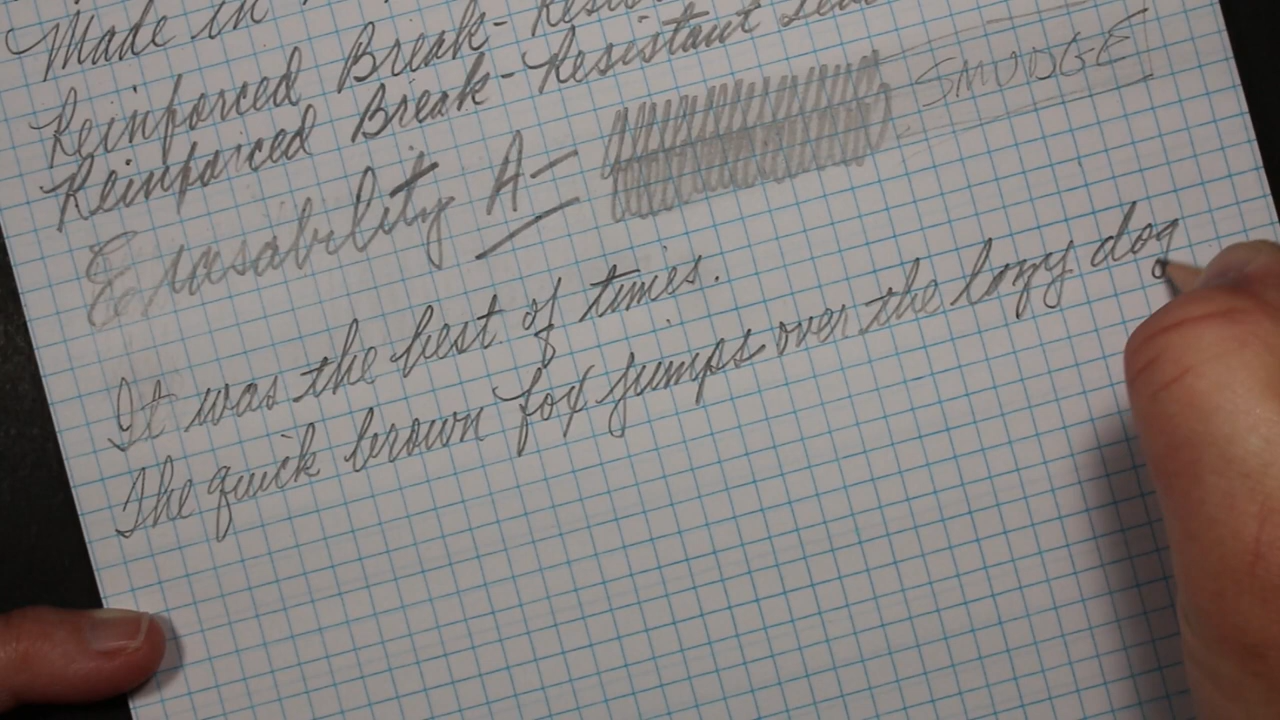 Made in
Reinforced Break-Resis
Reinforced Break-Resistant Lea
Erasability A- SMUDGE
It was the best of times.
The quick brown fox jumps over the lazy dog